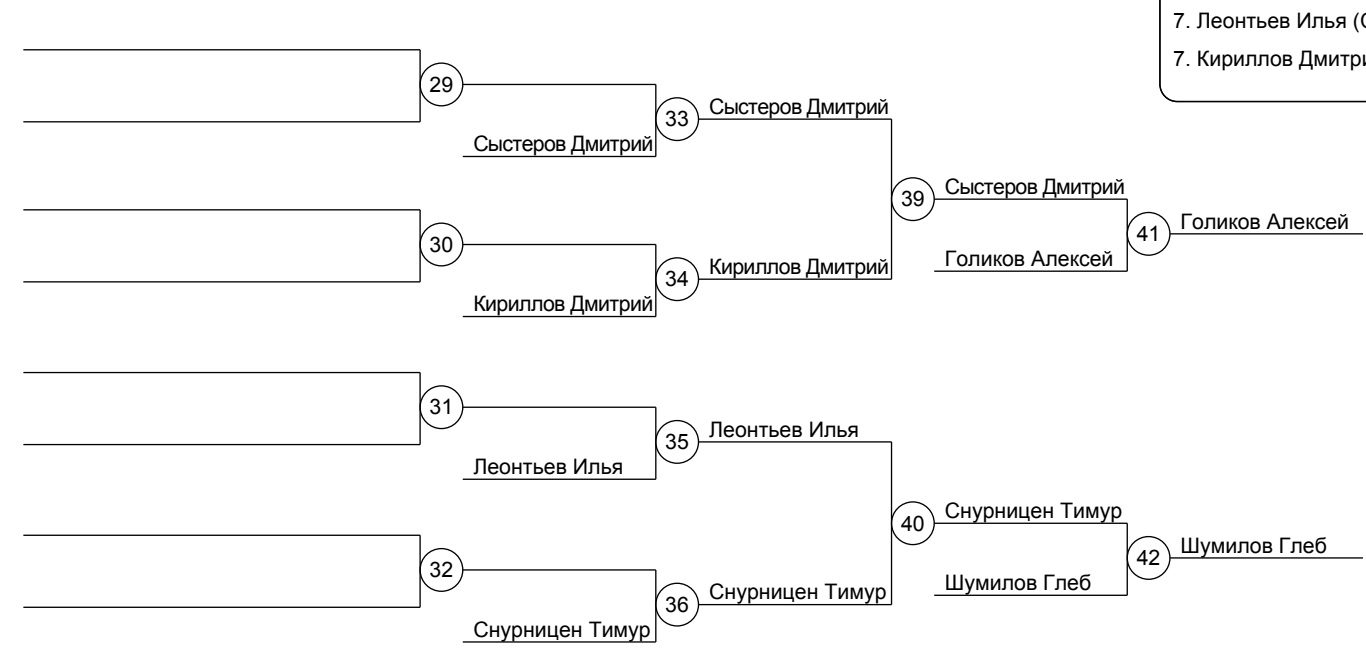 7. Леонтьев Илья (
7. Кириллов Дмитри
29
33
Сыстеров Дмитрий
Сыстеров Дмитрий
39
Сыстеров Дмитрий
41
Голиков Алексей
30
34
Кириллов Дмитрий
Голиков Алексей
Кириллов Дмитрий
31
35
Леонтьев Илья
Леонтьев Илья
40
Снурницен Тимур
42
Шумилов Глеб
32
36
Снурницен Тимур
Шумилов Глеб
Снурницен Тимур